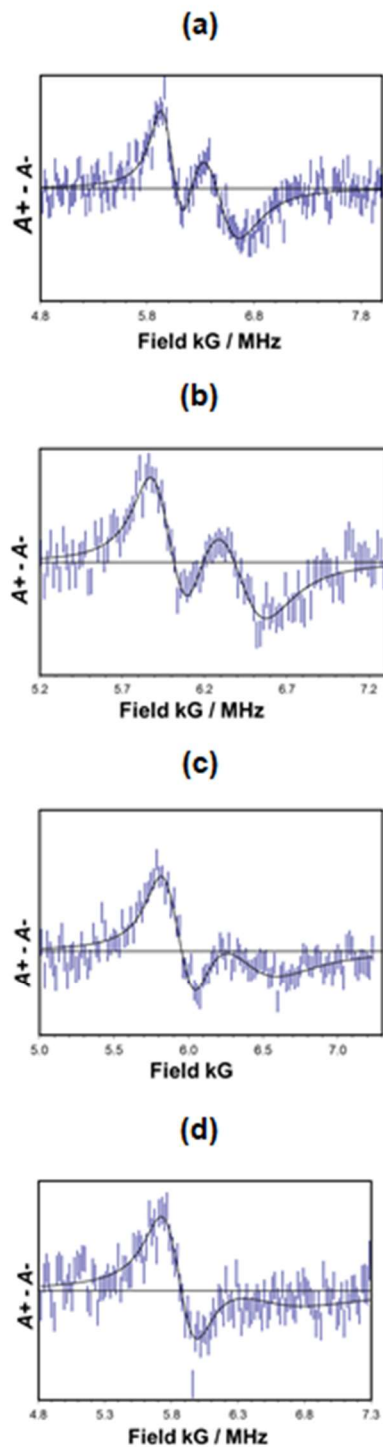 (a)
A+ - A-
4.8 5.8 6.8 7.8
Field kG / MHz
(b)
A+ - A-
5.2 5.7 6.2 6.7 7.2
Field kG / MHz
(c)
A+ - A-
5.0 5.5 6.0 6.5 7.0
Field kG
(d)
A+ - A-
4.8 5.3 5.8 6.3 6.8 7.3
Field kG / MHz